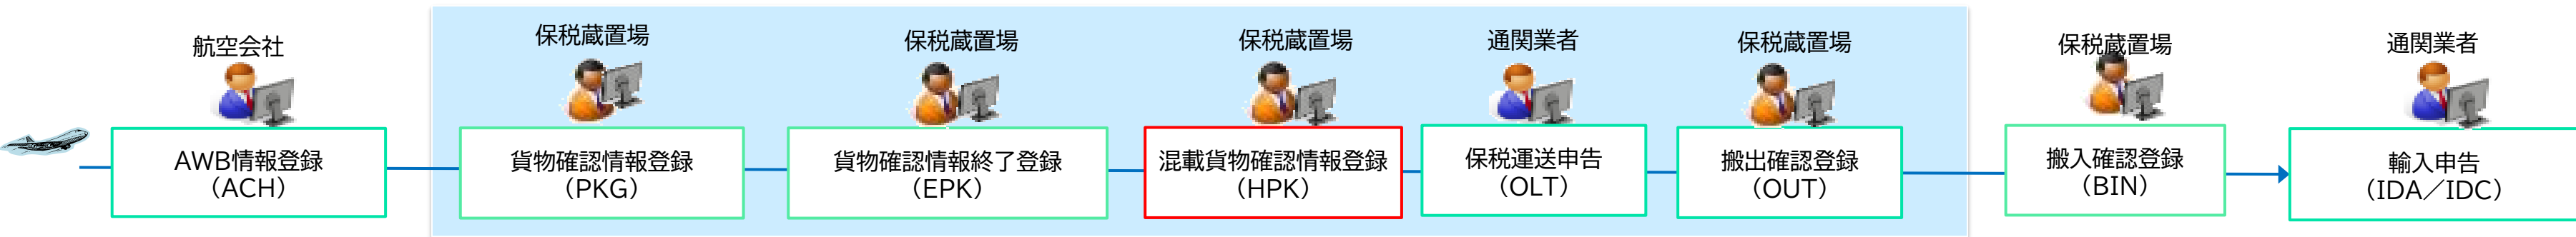 航空会社
AWB情報登録
（ACH）
保税蔵置場
貨物確認情報登録
（PKG）
保税蔵置場
貨物確認情報終了登録
（EPK）
保税蔵置場
混載貨物確認情報登録
（HPK）
通関業者
保税運送申告
（OLT）
保税蔵置場
搬出確認登録
（OUT）
保税蔵置場
搬入確認登録
（BIN）
通関業者
輸入申告
（IDA／IDC）